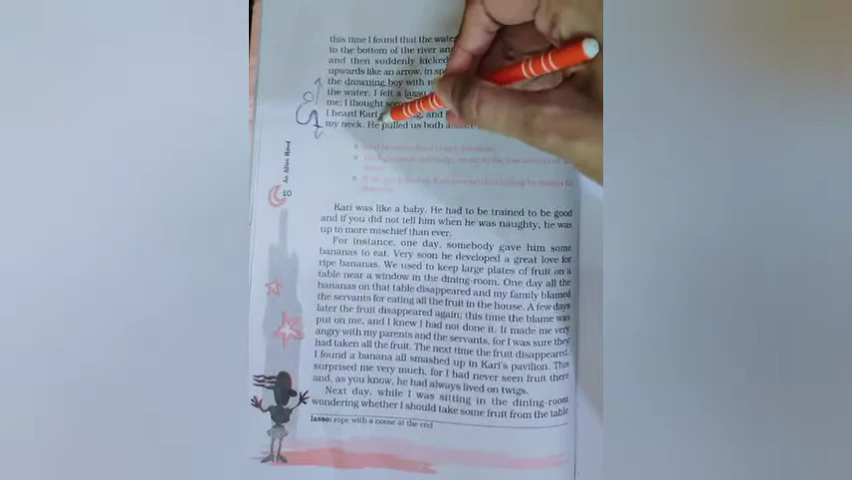 this time I found that the water
to the bottom of the river an
and then suddenly kicked
upwards like an arrow, in sp
the drowning boy with
the water. I felt a lasso
me; I thought
I heard Kari and
my neck. He pulled us both
An Alien Hand
10
Kari was like a baby. He had to be trained to be good
and if you did not tell him when he was naughty, he was
up to more mischief than ever.
For instance, one day, somebody gave him some
bananas to eat. Very soon he developed a great love for
ripe bananas. We used to keep large plates of fruit on a
table near a window in the dining-room. One day all the
bananas on that table disappeared and my family blamed
the servants for eating all the fruit in the house. A few days
later the fruit disappeared again; this time the blame was
put on me, and I knew I had not done it. It made me very
angry with my parents and the servants, for I was sure they
had taken all the fruit. The next time the fruit disappeared,
I found a banana all smashed up in Kari's pavilion. This
surprised me very much, for I had never seen fruit there
and, as you know, he had always lived on twigs.
Next day, while I was sitting in the dining-room
wondering whether I should take some fruit from the table
lasso: rope with a noose at the end